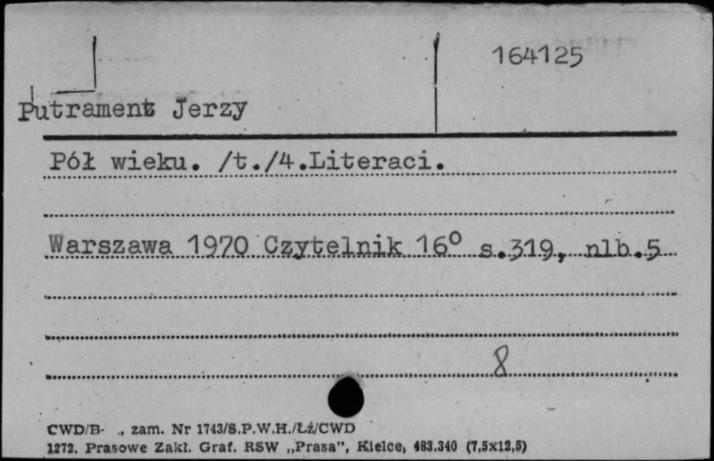 164125
Putrament Jerzy
Pół wieku. /t./4.Literaci.
Warszawa 1970 Czytelnik 16° s.319, nlb.5
8
CWD/B- ., zam. Nr 1743/S.P.W.H./Łź/CWD
1272. Prasowe Zakł. Graf. RSW „Prasa”, Kielce, 483.340 (7,5x12,5)